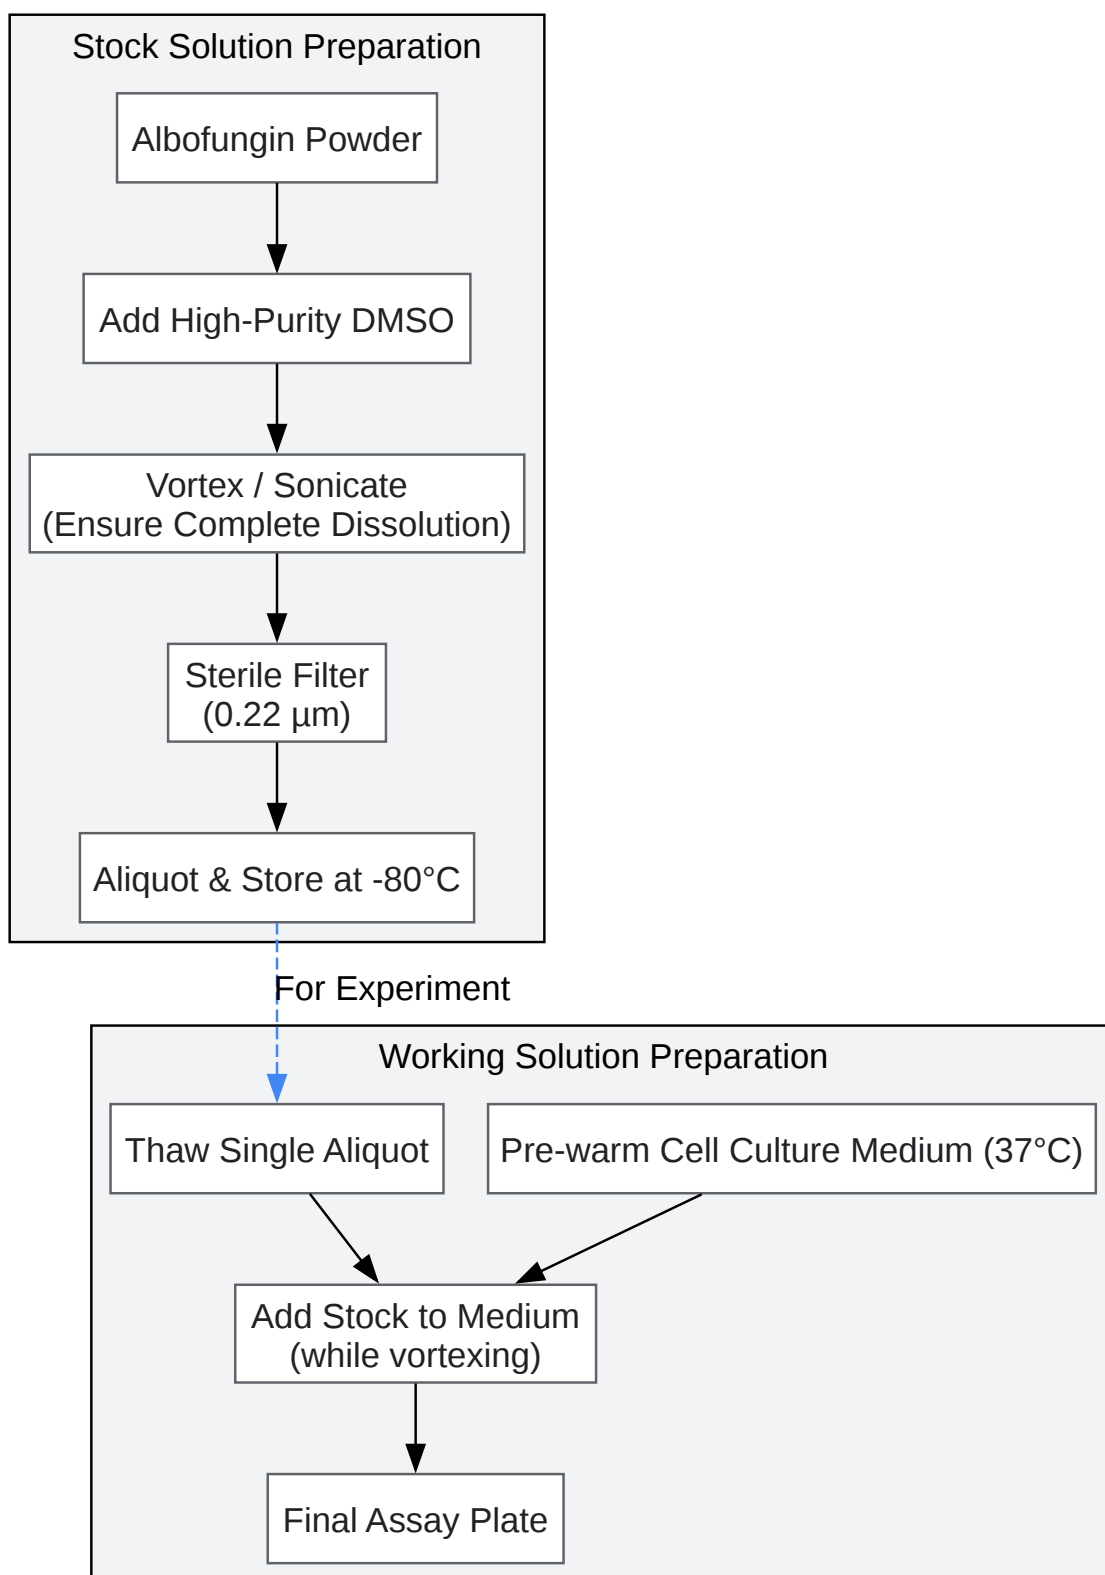 Stock Solution Preparation
Albofungin Powder
Add High-Purity DMSO
Vortex / Sonicate
(Ensure Complete Dissolution)
Sterile Filter
(0.22 µm)
Aliquot & Store at -80°C
For Experiment
Working Solution Preparation
Thaw Single Aliquot
Pre-warm Cell Culture Medium (37°C)
Add Stock to Medium
(while vortexing)
Final Assay Plate